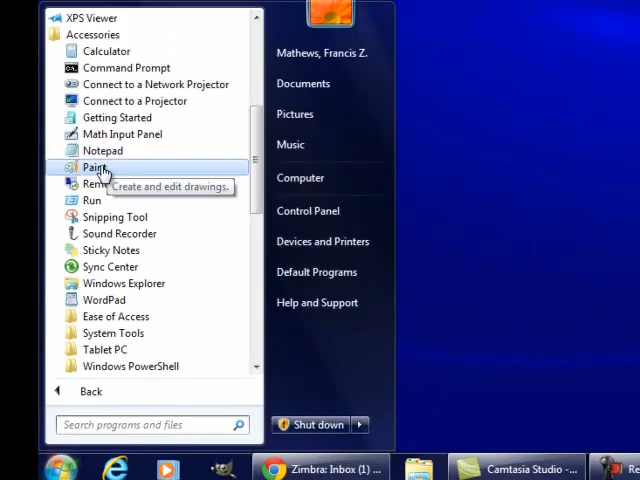 XPS Viewer
Accessories
Calculator
Command Prompt
Connect to a Network Projector
Connect to a Projector
Getting Started
Math Input Panel
Notepad
Paint
Create and edit drawings.
Run
Snipping Tool
Sound Recorder
Sticky Notes
Sync Center
Windows Explorer
WordPad
Ease of Access
System Tools
Tablet PC
Windows PowerShell
Back
Search programs and files
Mathews, Francis Z.
Documents
Pictures
Music
Computer
Control Panel
Devices and Printers
Default Programs
Help and Support
Shut down
Zimbra: Inbox (1) ...
Camtasia Studio -...